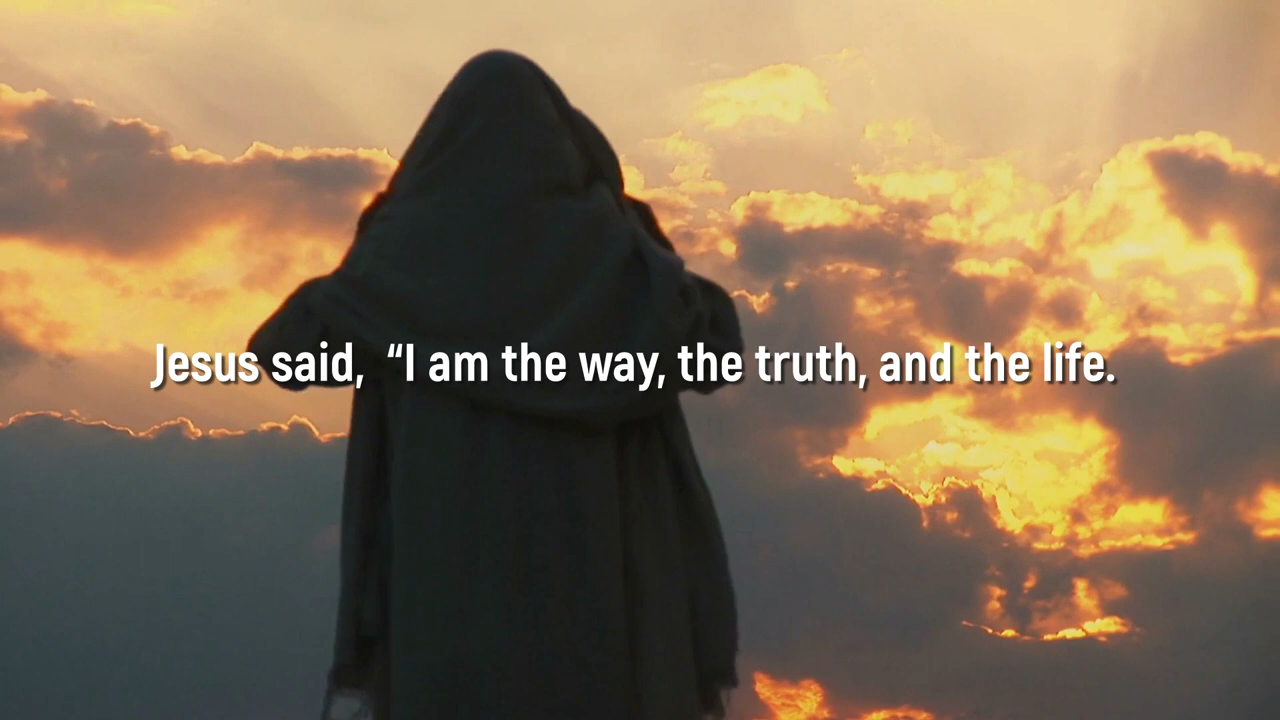 Jesus said,  “I am the way, the truth, and the life.